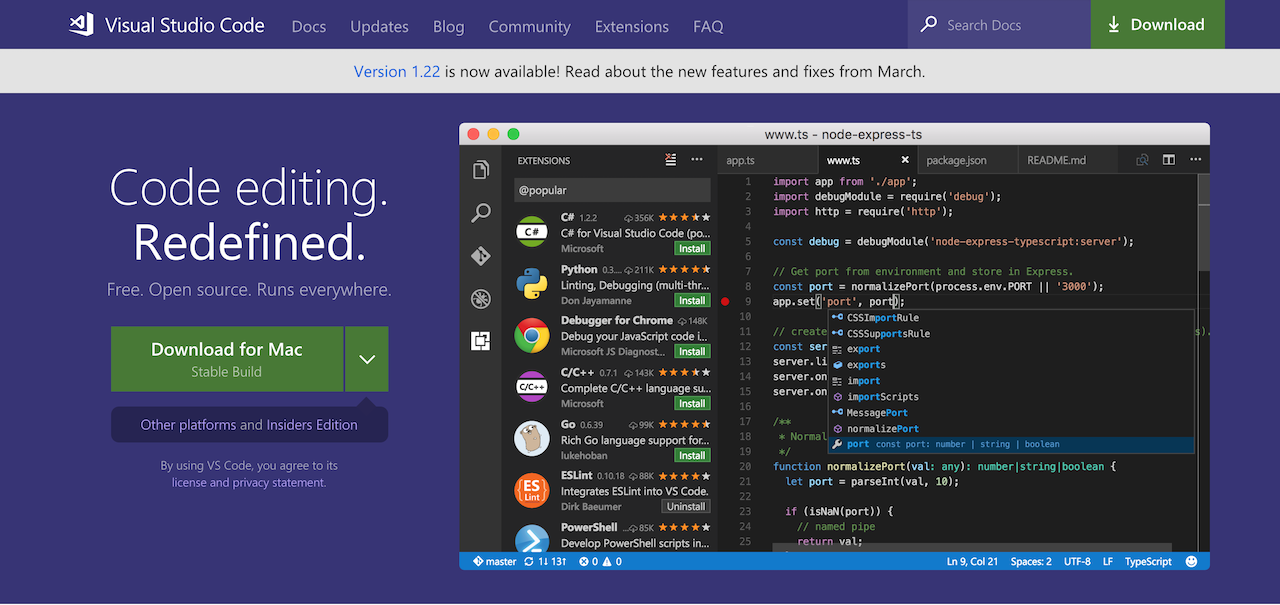 Visual Studio Code Docs Updates Blog Community Extensions FAQ Search Docs Download
Version 1.22 is now available! Read about the new features and fixes from March.
Code editing.
Redefined.
Free. Open source. Runs everywhere.
Download for Mac
Stable Build
Other platforms and Insiders Edition
By using VS Code, you agree to its
license and privacy statement.
www.ts - node-express-ts
EXTENSIONS
@popular
C# 1.2.2 356K
C#
C# for Visual Studio Code (po...
Microsoft Install
Python 0.3... 211K
Linting, Debugging (multi-thr...
Don Jayamanne Install
Debugger for Chrome 148K
Debug your JavaScript code i...
Microsoft JS Diagnost... Install
C/C++ 0.7.1 143K
C/C++
Complete C/C++ language su...
Microsoft Install
Go 0.6.39 99K
Rich Go language support for...
lukehoban Install
ESLint 0.10.18 88K
ES
Lint
Integrates ESLint into VS Code.
Dirk Baeumer Uninstall
PowerShell ... 85K
Develop PowerShell scripts in...
app.ts www.ts package.json README.md
1 import app from './app';
2 import debugModule = require('debug');
3 import http = require('http');
4
5 const debug = debugModule('node-express-typescript:server');
6
7 // Get port from environment and store in Express.
8 const port = normalizePort(process.env.PORT || '3000');
9 app.set('port', port);
10
11 // create s).
12 const ser
13 server.li
14 server.on
15 server.on
16
17 /**
18 * Normal
19 */
20 function normalizePort(val: any): number|string|boolean {
21 let port = parseInt(val, 10);
22
23 if (isNaN(port)) {
24 // named pipe
25 return val;
CSSImportRule
CSSSupportsRule
export
exports
import
importScripts
MessagePort
normalizePort
port const port: number | string | boolean
master 1↓ 13↑ 0 0 Ln 9, Col 21 Spaces: 2 UTF-8 LF TypeScript